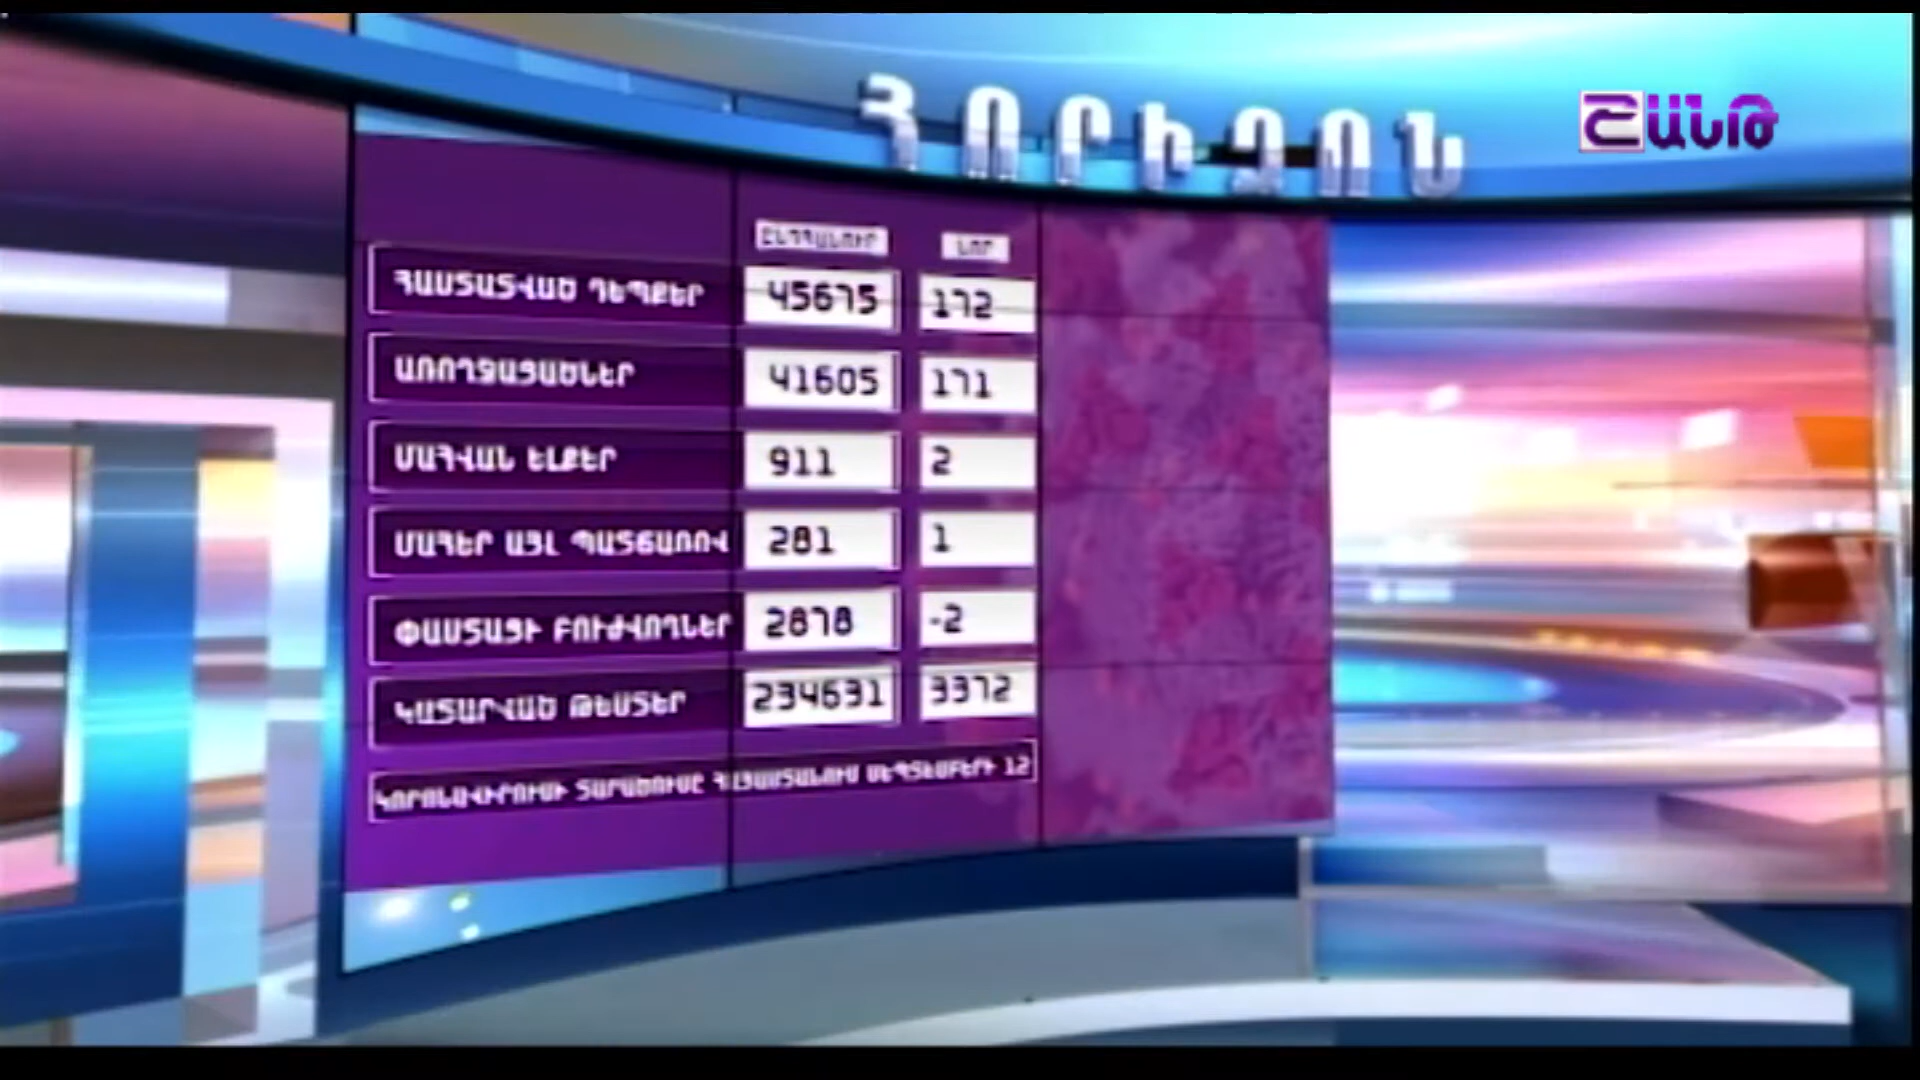 ՀՈՐԻԶՈՆ
ՇԱՆԹ
ԸՆԴՀԱՆՈՒՐ ՆՈՐ
ՀԱՍՏԱՏՎԱԾ ԴԵՊՔԵՐ 45675 172
ԱՌՈՂՋԱՑԱԾՆԵՐ 41605 171
ՄԱՀՎԱՆ ԵԼՔԵՐ 911 2
ՄԱՀԵՐ ԱՅԼ ՊԱՏՃԱՌՈՎ 281 1
ՓԱՍՏԱՑԻ ԲՈՒԺՎՈՂՆԵՐ 2878 -2
ԿԱՏԱՐՎԱԾ ԹԵՍՏԵՐ 234631 3372
ԿՈՐՈՆԱՎԻՐՈՒՍԻ ՏԱՐԱԾՈՒՄԸ ՀԱՅԱՍՏԱՆՈՒՄ ՍԵՊՏԵՄԲԵՐԻ 12